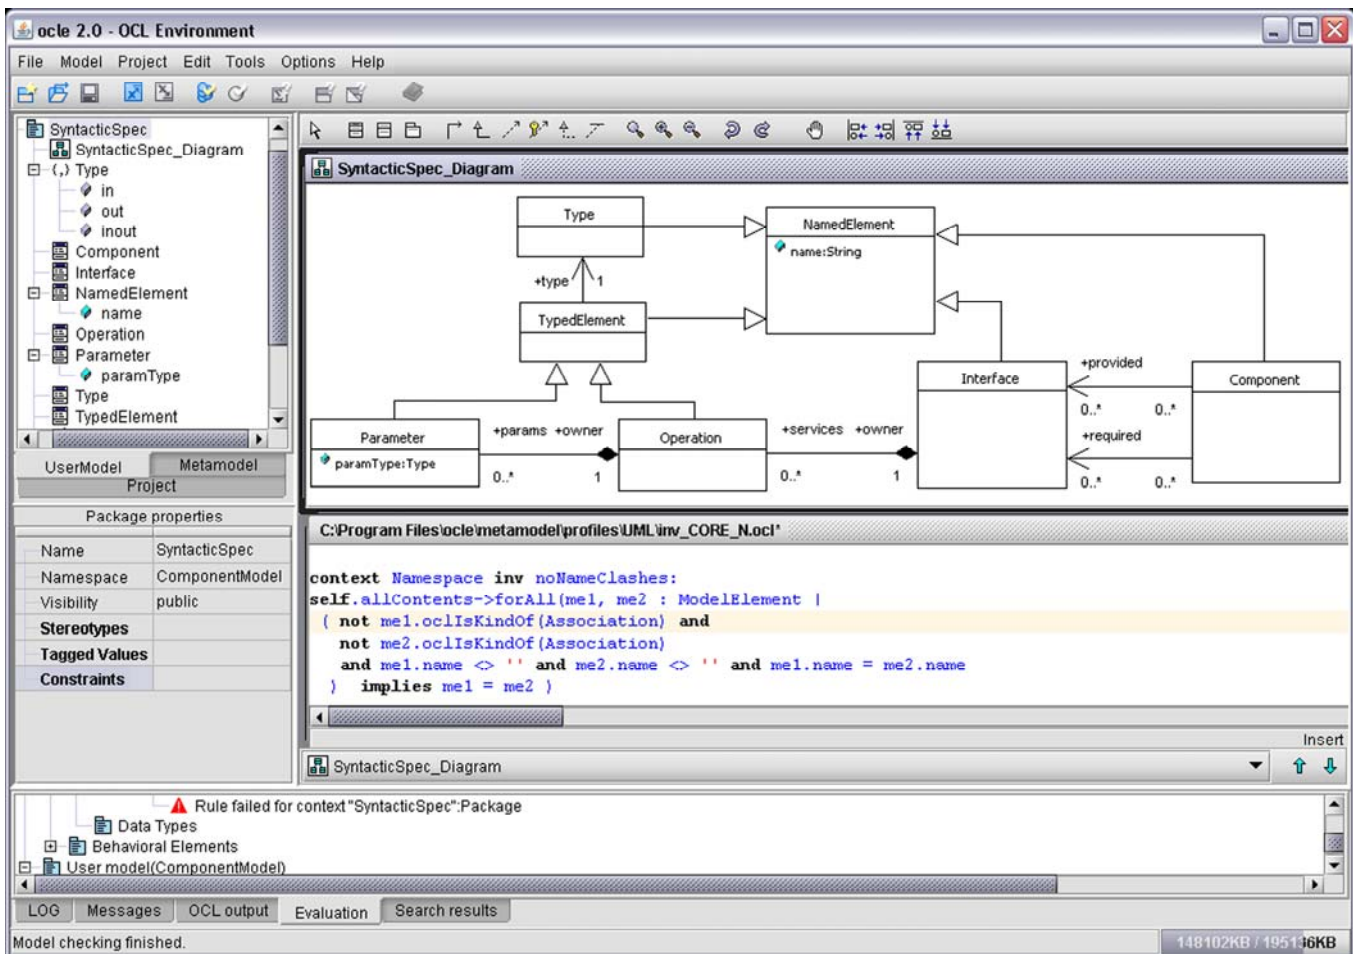 ocle 2.0 - OCL Environment
File Model Project Edit Tools Options Help
SyntacticSpec
SyntacticSpec_Diagram
(,) Type
in
out
inout
Component
Interface
NamedElement
name
Operation
Parameter
paramType
Type
TypedElement
UserModel Metamodel
Project
Package properties
Name SyntacticSpec
Namespace ComponentModel
Visibility public
Stereotypes
Tagged Values
Constraints
SyntacticSpec_Diagram
Type
NamedElement
name:String
+type 1
TypedElement
Interface
+provided
Component
0..* 0..*
+required
0..* 0..*
Parameter
paramType:Type
+params +owner
0..* 1
Operation
+services +owner
0..* 1
C:\Program Files\ocle\metamodel\profiles\UML\inv_CORE_N.ocl*
context Namespace inv noNameClashes:
self.allContents->forAll(me1, me2 : ModelElement |
( not me1.oclIsKindOf(Association) and
not me2.oclIsKindOf(Association)
and me1.name <> '' and me2.name <> '' and me1.name = me2.name
) implies me1 = me2 )
Insert
SyntacticSpec_Diagram
Rule failed for context "SyntacticSpec":Package
Data Types
Behavioral Elements
User model(ComponentModel)
LOG Messages OCL output Evaluation Search results
Model checking finished.
148102KB / 195136KB